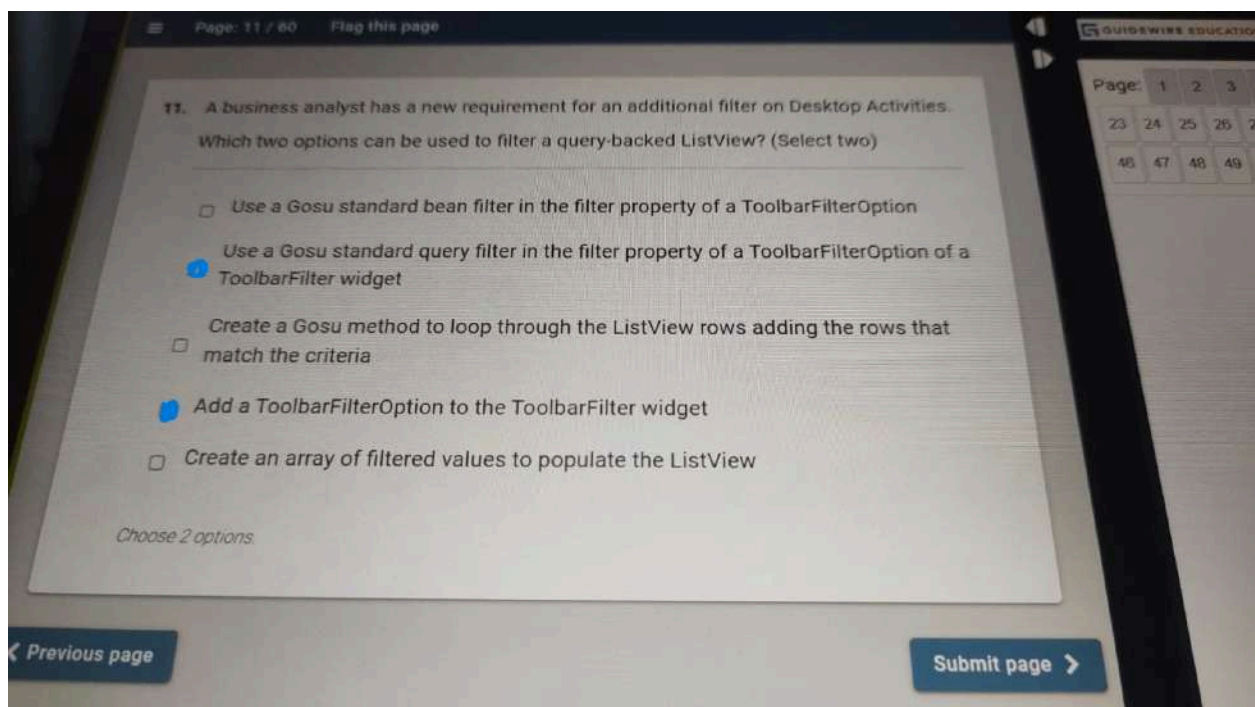 Page: 11 / 60 Flag this page
GUIDEWIRE EDUCATIO
Page: 1 2 3
23 24 25 26 2
46 47 48 49
11. A business analyst has a new requirement for an additional filter on Desktop Activities.
Which two options can be used to filter a query-backed ListView? (Select two)
Use a Gosu standard bean filter in the filter property of a ToolbarFilterOption
Use a Gosu standard query filter in the filter property of a ToolbarFilterOption of a
ToolbarFilter widget
Create a Gosu method to loop through the ListView rows adding the rows that
match the criteria
Add a ToolbarFilterOption to the ToolbarFilter widget
Create an array of filtered values to populate the ListView
Choose 2 options.
Previous page
Submit page